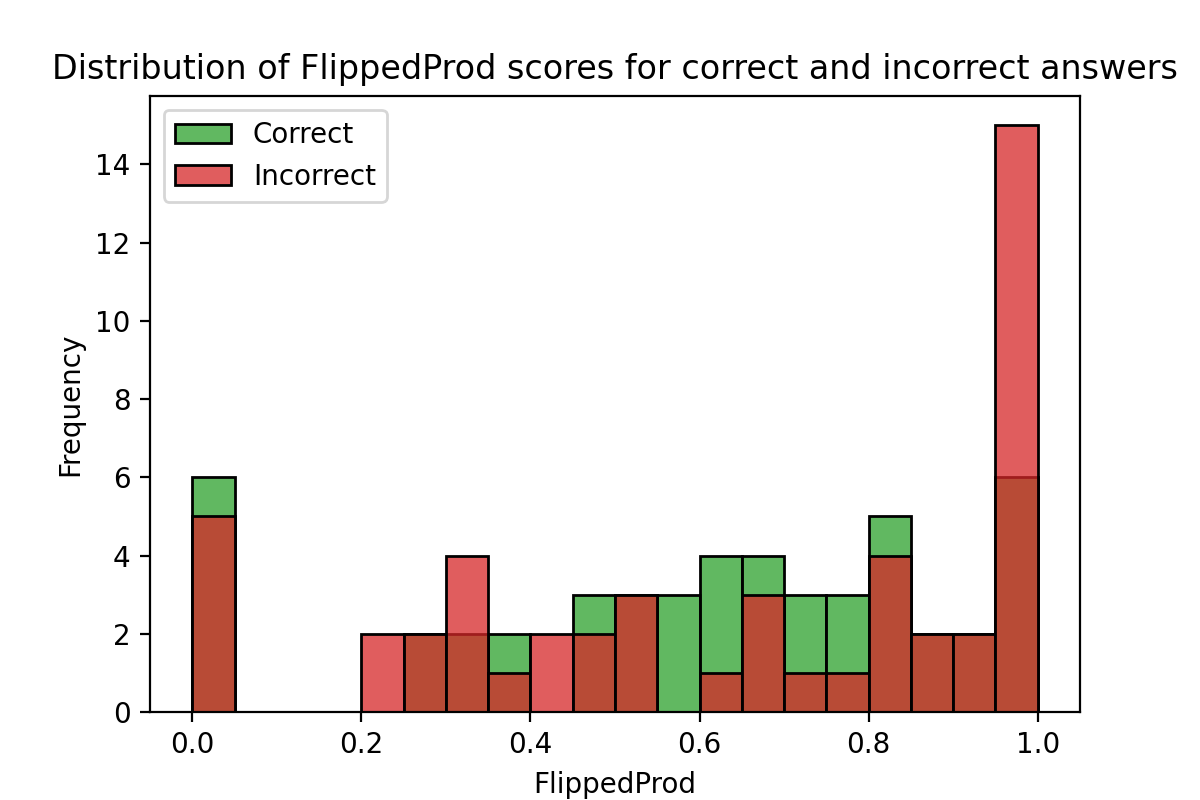 Distribution of FlippedProd scores for correct and incorrect answers
Correct
Incorrect
14
12
10
8
6
4
2
0
Frequency
0.0 0.2 0.4 0.6 0.8 1.0
FlippedProd